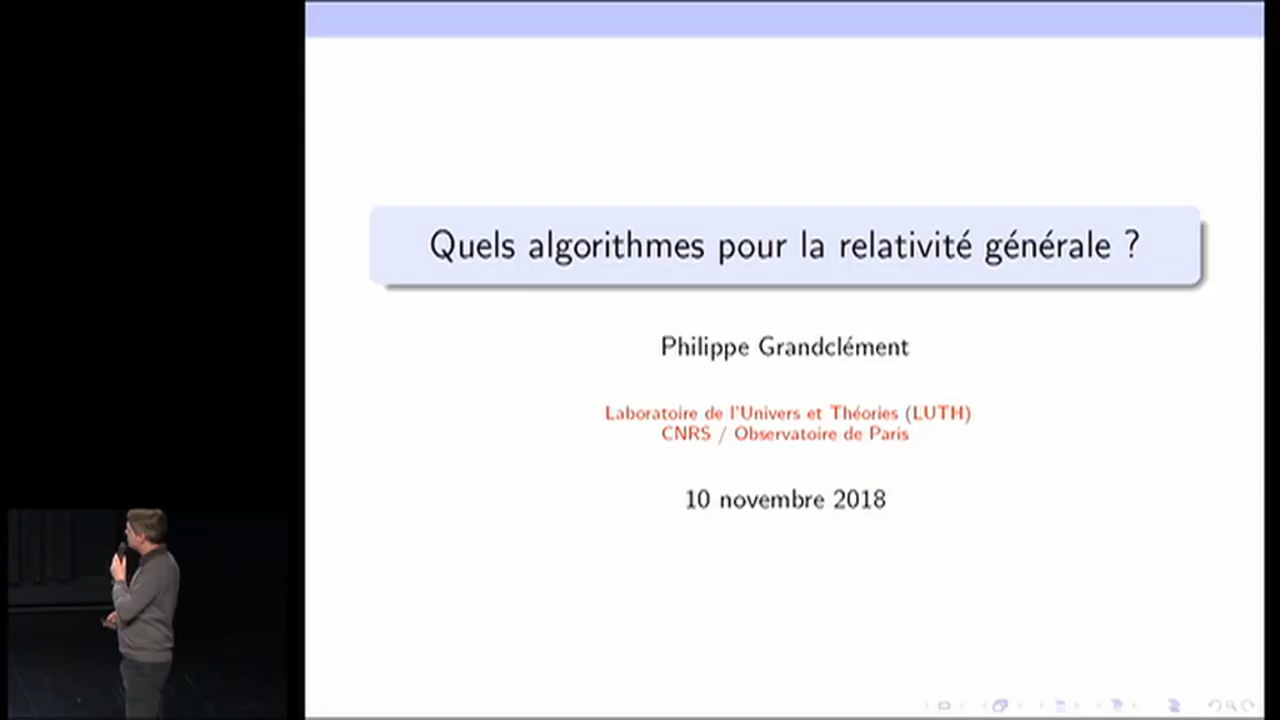 Quels algorithmes pour la relativité générale ?
Philippe Grandclément
Laboratoire de l'Univers et Théories (LUTH)
CNRS / Observatoire de Paris
10 novembre 2018